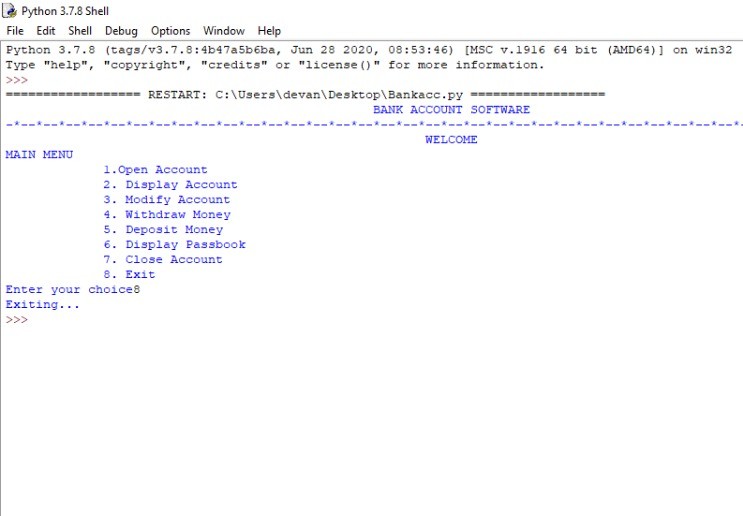 Python 3.7.8 Shell
File Edit Shell Debug Options Window Help
Python 3.7.8 (tags/v3.7.8:4b47a5b6ba, Jun 28 2020, 08:53:46) [MSC v.1916 64 bit (AMD64)] on win32
Type "help", "copyright", "credits" or "license()" for more information.
>>>
================== RESTART: C:\Users\devan\Desktop\Bankacc.py ==================
BANK ACCOUNT SOFTWARE
-*--*--*--*--*--*--*--*--*--*--*--*--*--*--*--*--*--*--*--*--*--*--*--*--*--*--*--*--*--*--*--*--*-
WELCOME
MAIN MENU
1.Open Account
2. Display Account
3. Modify Account
4. Withdraw Money
5. Deposit Money
6. Display Passbook
7. Close Account
8. Exit
Enter your choice8
Exiting...
>>>